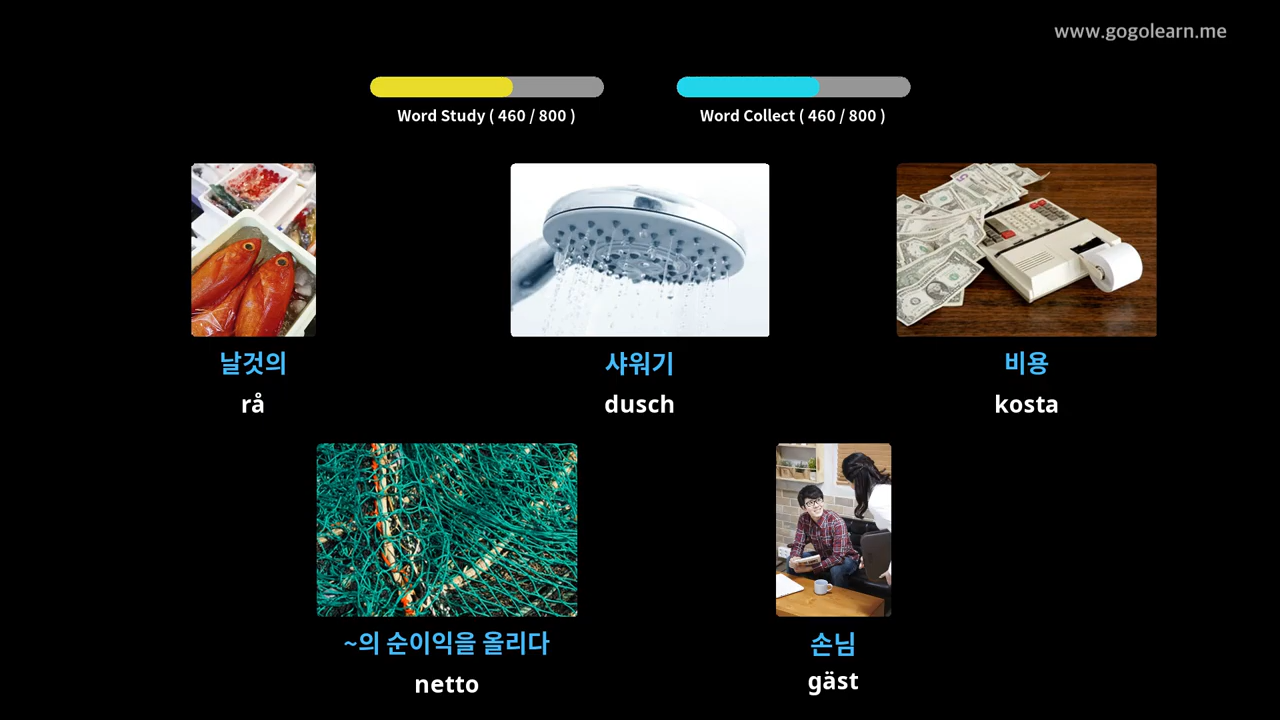 www.gogolearn.me
Word Study ( 460 / 800 )
Word Collect ( 460 / 800 )
날것의
rå
샤워기
dusch
비용
kosta
~의 순이익을 올리다
netto
손님
gäst